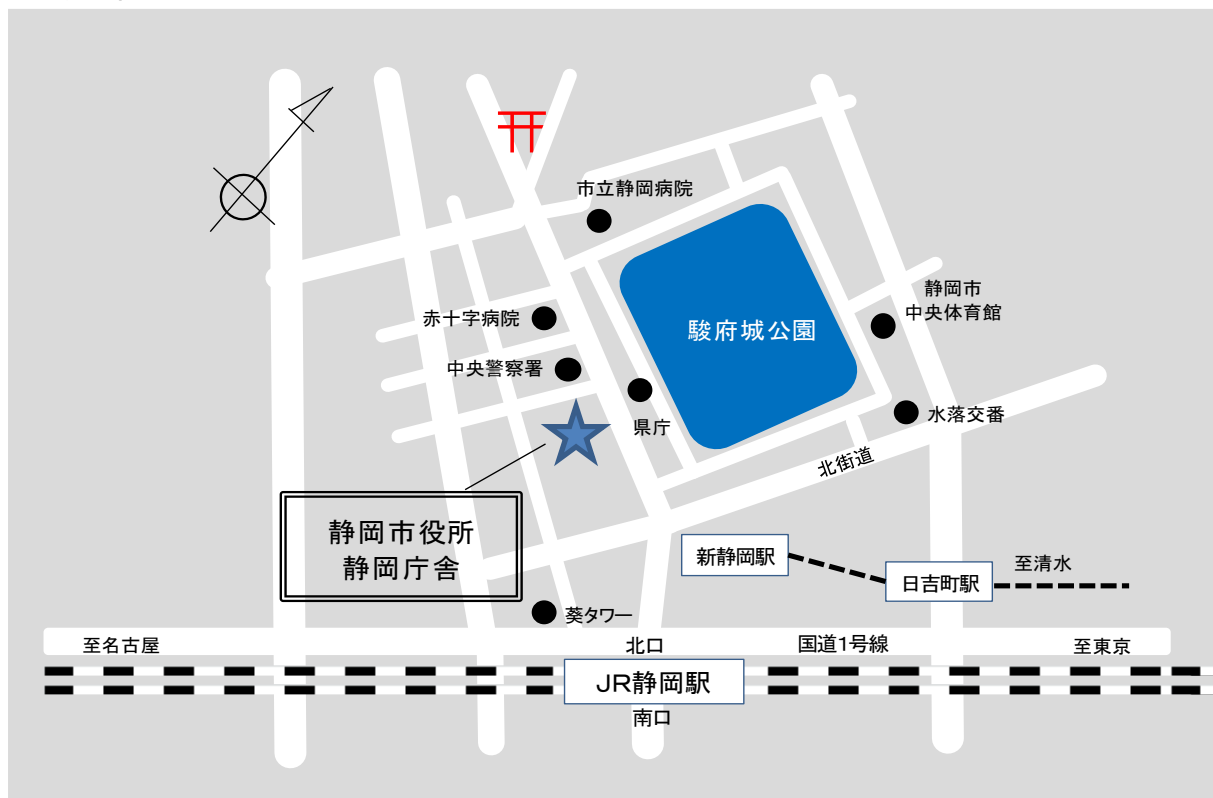 市立静岡病院
静岡市
中央体育館
赤十字病院
駿府城公園
中央警察署
県庁
水落交番
北街道
静岡市役所
静岡庁舎
新静岡駅
日吉町駅
至清水
葵タワー
至名古屋
北口
国道1号線
至東京
JR静岡駅
南口